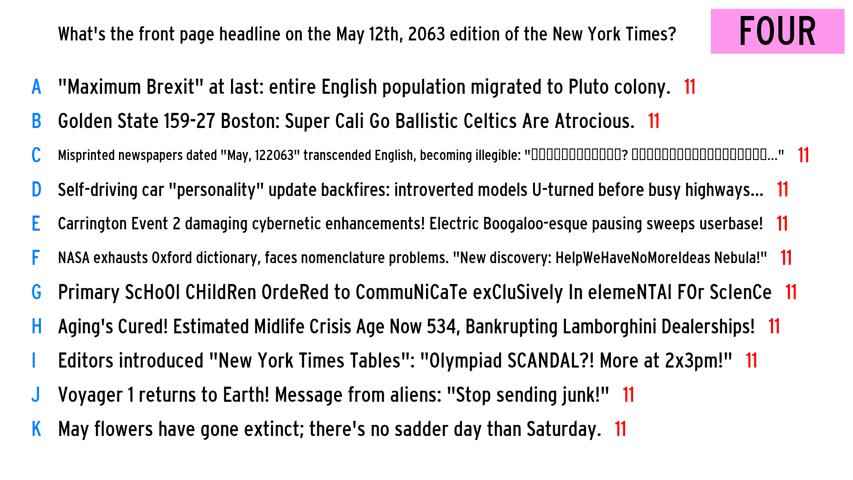 What's the front page headline on the May 12th, 2063 edition of the New York Times?
FOUR
A "Maximum Brexit" at last: entire English population migrated to Pluto colony. 11
B Golden State 159-27 Boston: Super Cali Go Ballistic Celtics Are Atrocious. 11
C Misprinted newspapers dated "May, 122063" transcended English, becoming illegible: "▯▯▯▯▯▯▯▯▯▯▯▯▯? ▯▯▯▯▯▯▯▯▯▯▯▯▯▯▯▯▯▯▯..." 11
D Self-driving car "personality" update backfires: introverted models U-turned before busy highways... 11
E Carrington Event 2 damaging cybernetic enhancements! Electric Boogaloo-esque pausing sweeps userbase! 11
F NASA exhausts Oxford dictionary, faces nomenclature problems. "New discovery: HelpWeHaveNoMoreIdeas Nebula!" 11
G Primary ScHoOl CHildRen OrdeRed to CommuNiCaTe exCluSively In elemeNTAl FOr ScIenCe 11
H Aging's Cured! Estimated Midlife Crisis Age Now 534, Bankrupting Lamborghini Dealerships! 11
I Editors introduced "New York Times Tables": "Olympiad SCANDAL?! More at 2x3pm!" 11
J Voyager 1 returns to Earth! Message from aliens: "Stop sending junk!" 11
K May flowers have gone extinct; there's no sadder day than Saturday. 11